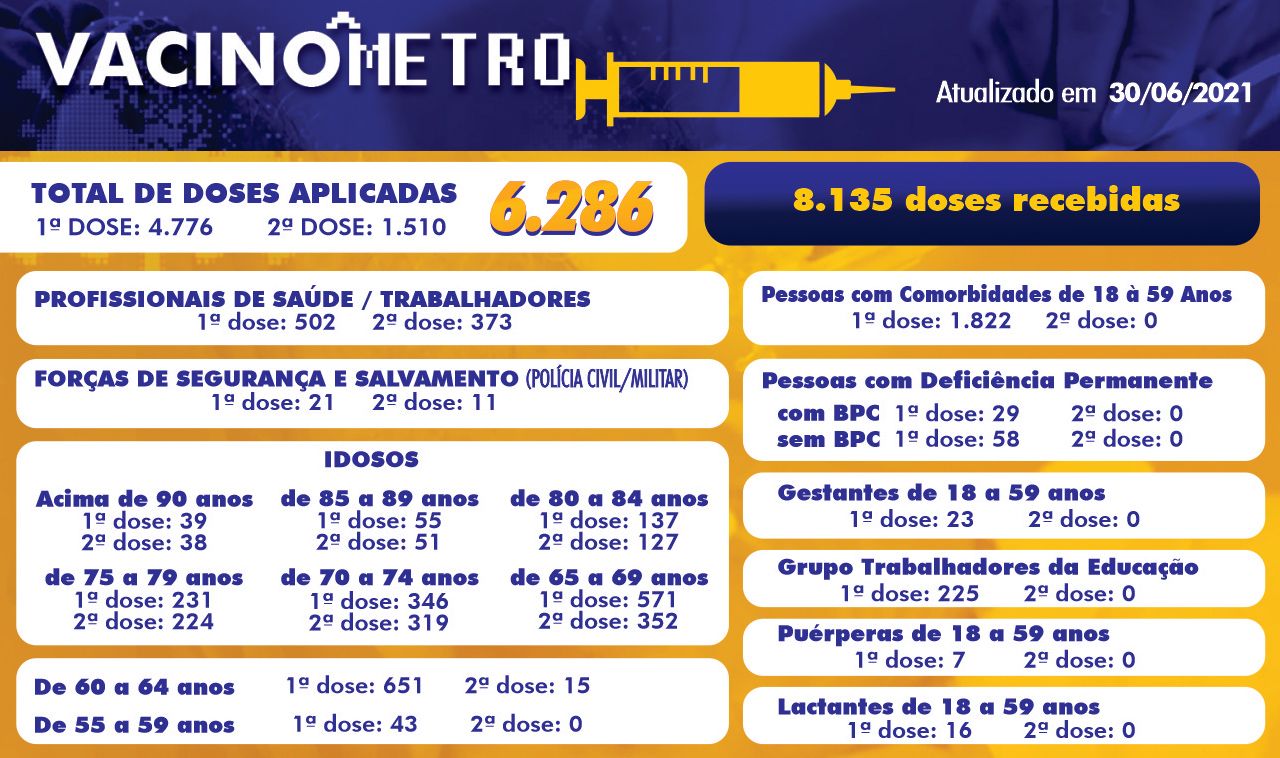 VACINÔMETRO
Atualizado em 30/06/2021
TOTAL DE DOSES APLICADAS 6.286
1ª DOSE: 4.776 2ª DOSE: 1.510
8.135 doses recebidas
PROFISSIONAIS DE SAÚDE / TRABALHADORES
1ª dose: 502 2ª dose: 373
FORÇAS DE SEGURANÇA E SALVAMENTO (POLÍCIA CIVIL/MILITAR)
1ª dose: 21 2ª dose: 11
IDOSOS
Acima de 90 anos de 85 a 89 anos de 80 a 84 anos
1ª dose: 39 1ª dose: 55 1ª dose: 137
2ª dose: 38 2ª dose: 51 2ª dose: 127
de 75 a 79 anos de 70 a 74 anos de 65 a 69 anos
1ª dose: 231 1ª dose: 346 1ª dose: 571
2ª dose: 224 2ª dose: 319 2ª dose: 352
De 60 a 64 anos 1ª dose: 651 2ª dose: 15
De 55 a 59 anos 1ª dose: 43 2ª dose: 0
Pessoas com Comorbidades de 18 à 59 Anos
1ª dose: 1.822 2ª dose: 0
Pessoas com Deficiência Permanente
com BPC 1ª dose: 29 2ª dose: 0
sem BPC 1ª dose: 58 2ª dose: 0
Gestantes de 18 a 59 anos
1ª dose: 23 2ª dose: 0
Grupo Trabalhadores da Educação
1ª dose: 225 2ª dose: 0
Puérperas de 18 a 59 anos
1ª dose: 7 2ª dose: 0
Lactantes de 18 a 59 anos
1ª dose: 16 2ª dose: 0